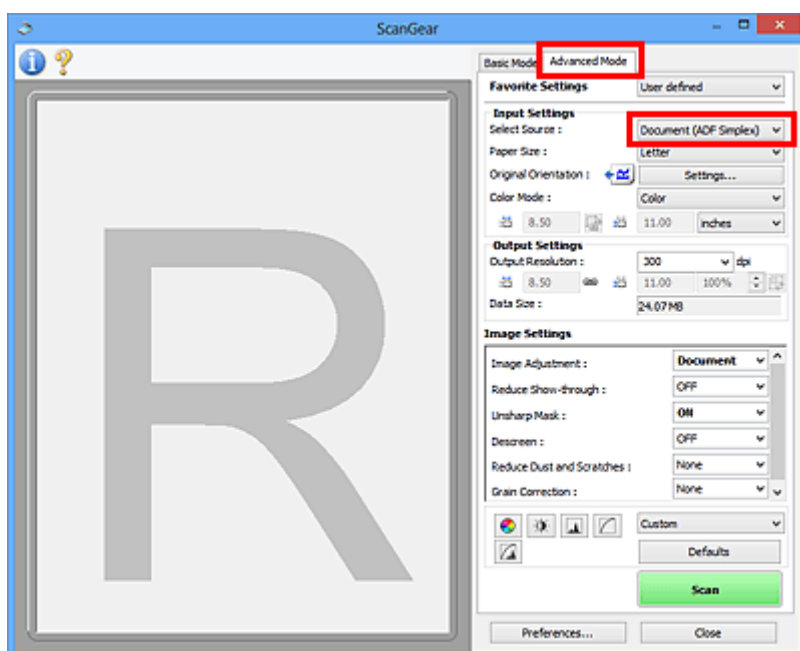 ScanGear
Basic Mode Advanced Mode
Favorite Settings User defined
Input Settings
Select Source : Document (ADF Simplex)
Paper Size : Letter
Original Orientation : Settings...
Color Mode : Color
8.50 11.00 inches
Output Settings
Output Resolution : 300 dpi
8.50 11.00 100%
Data Size : 24.07 MB
Image Settings
Image Adjustment : Document
Reduce Show-through : OFF
Unsharp Mask : ON
Descreen : OFF
Reduce Dust and Scratches : None
Grain Correction : None
Custom
Defaults
Scan
Preferences... Close
R